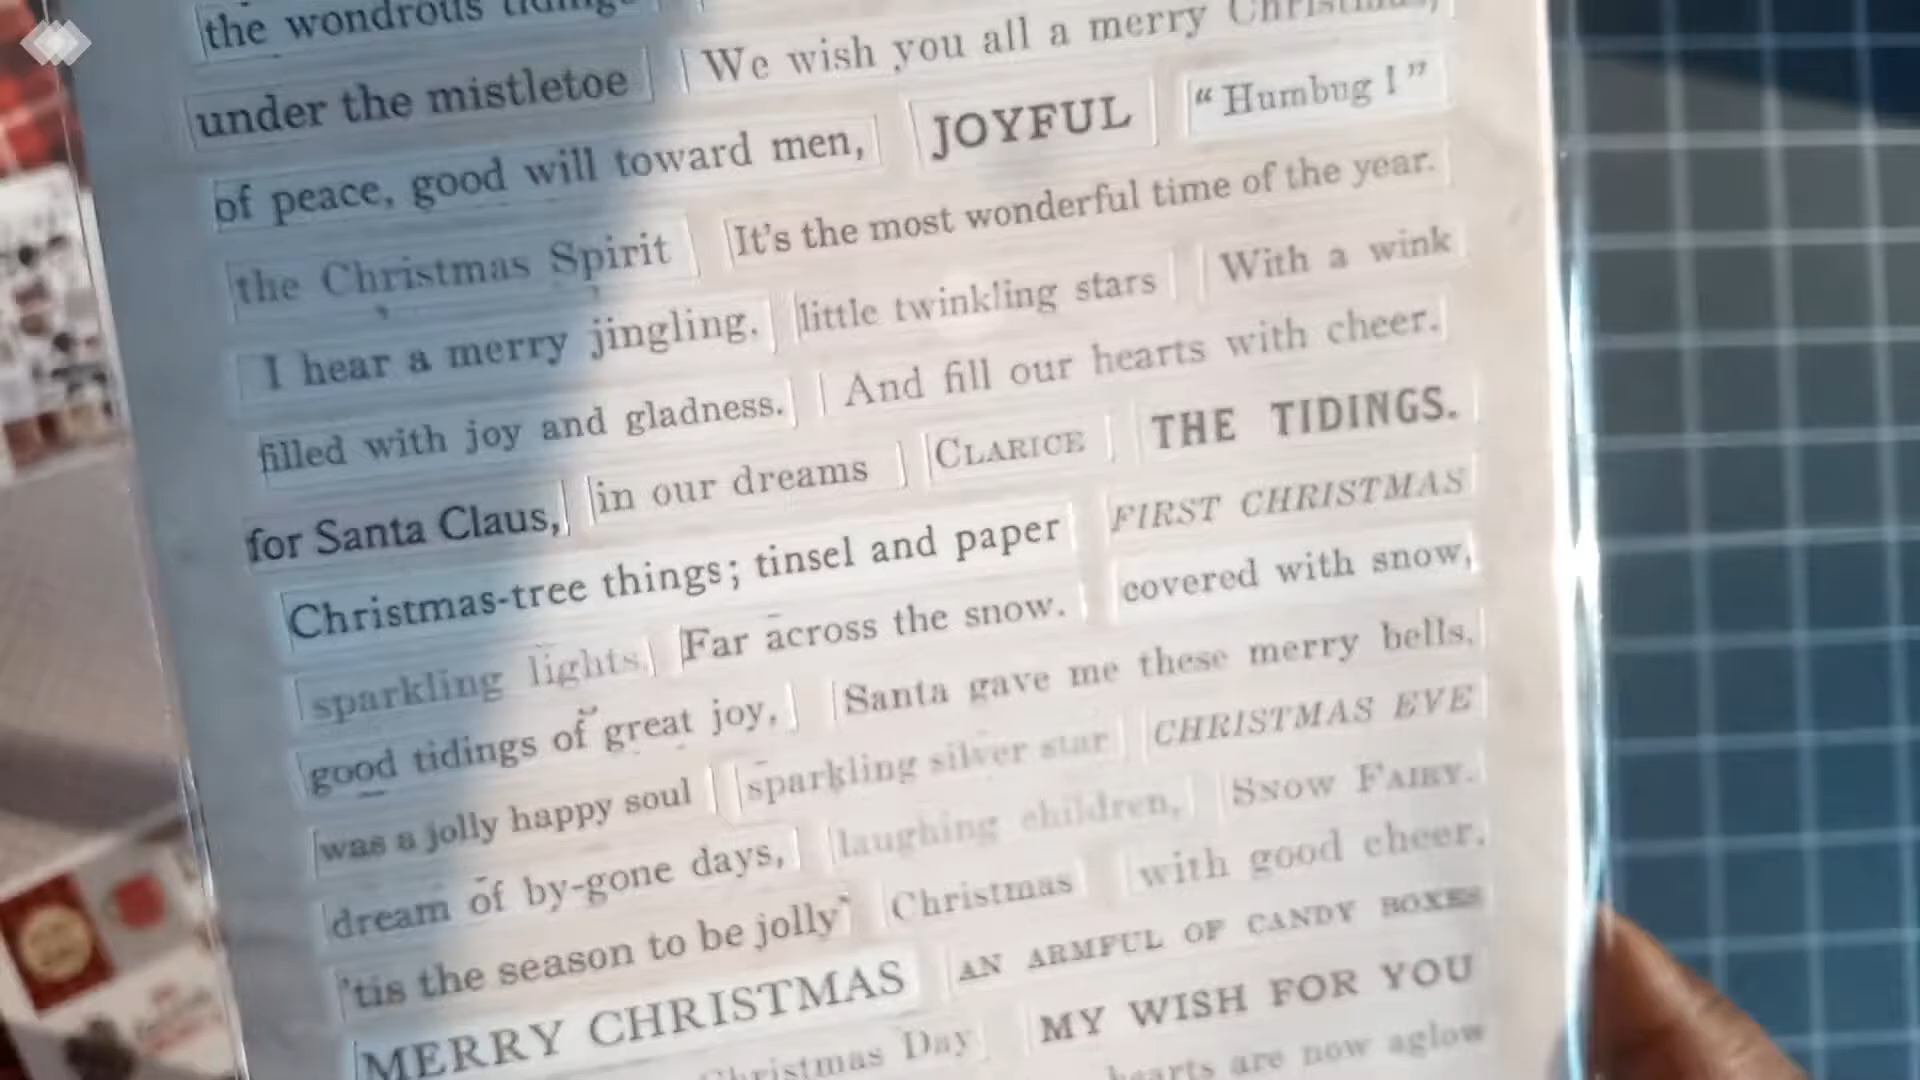 the wondrous tidings
under the mistletoe We wish you all a merry Christmas,
of peace, good will toward men, JOYFUL “Humbug!”
the Christmas Spirit It's the most wonderful time of the year.
I hear a merry jingling. little twinkling stars With a wink
filled with joy and gladness. And fill our hearts with cheer.
for Santa Claus, in our dreams CLARICE THE TIDINGS.
Christmas-tree things; tinsel and paper FIRST CHRISTMAS
sparkling lights, Far across the snow. covered with snow,
good tidings of great joy, Santa gave me these merry bells,
was a jolly happy soul sparkling silver star CHRISTMAS EVE
dream of by-gone days, laughing children, SNOW FAIRY.
'tis the season to be jolly Christmas with good cheer.
MERRY CHRISTMAS AN ARMFUL OF CANDY BOXES
Christmas Day MY WISH FOR YOU
hearts are now aglow